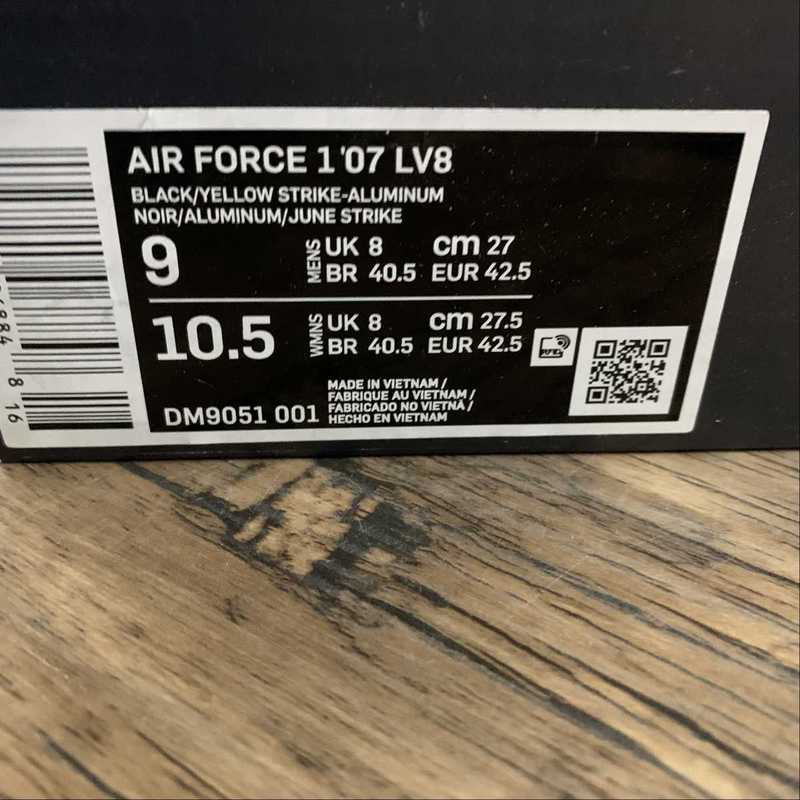 AIR FORCE 1 '07 LV8
BLACK/YELLOW STRIKE-ALUMINUM
NOIR/ALUMINUM/JUNE STRIKE
9 MENS UK 8 cm 27
BR 40.5 EUR 42.5
10.5 WMNS UK 8 cm 27.5
BR 40.5 EUR 42.5
DM9051 001
MADE IN VIETNAM /
FABRIQUE AU VIETNAM /
FABRICADO NO VIETNÃ /
HECHO EN VIETNAM
8 16